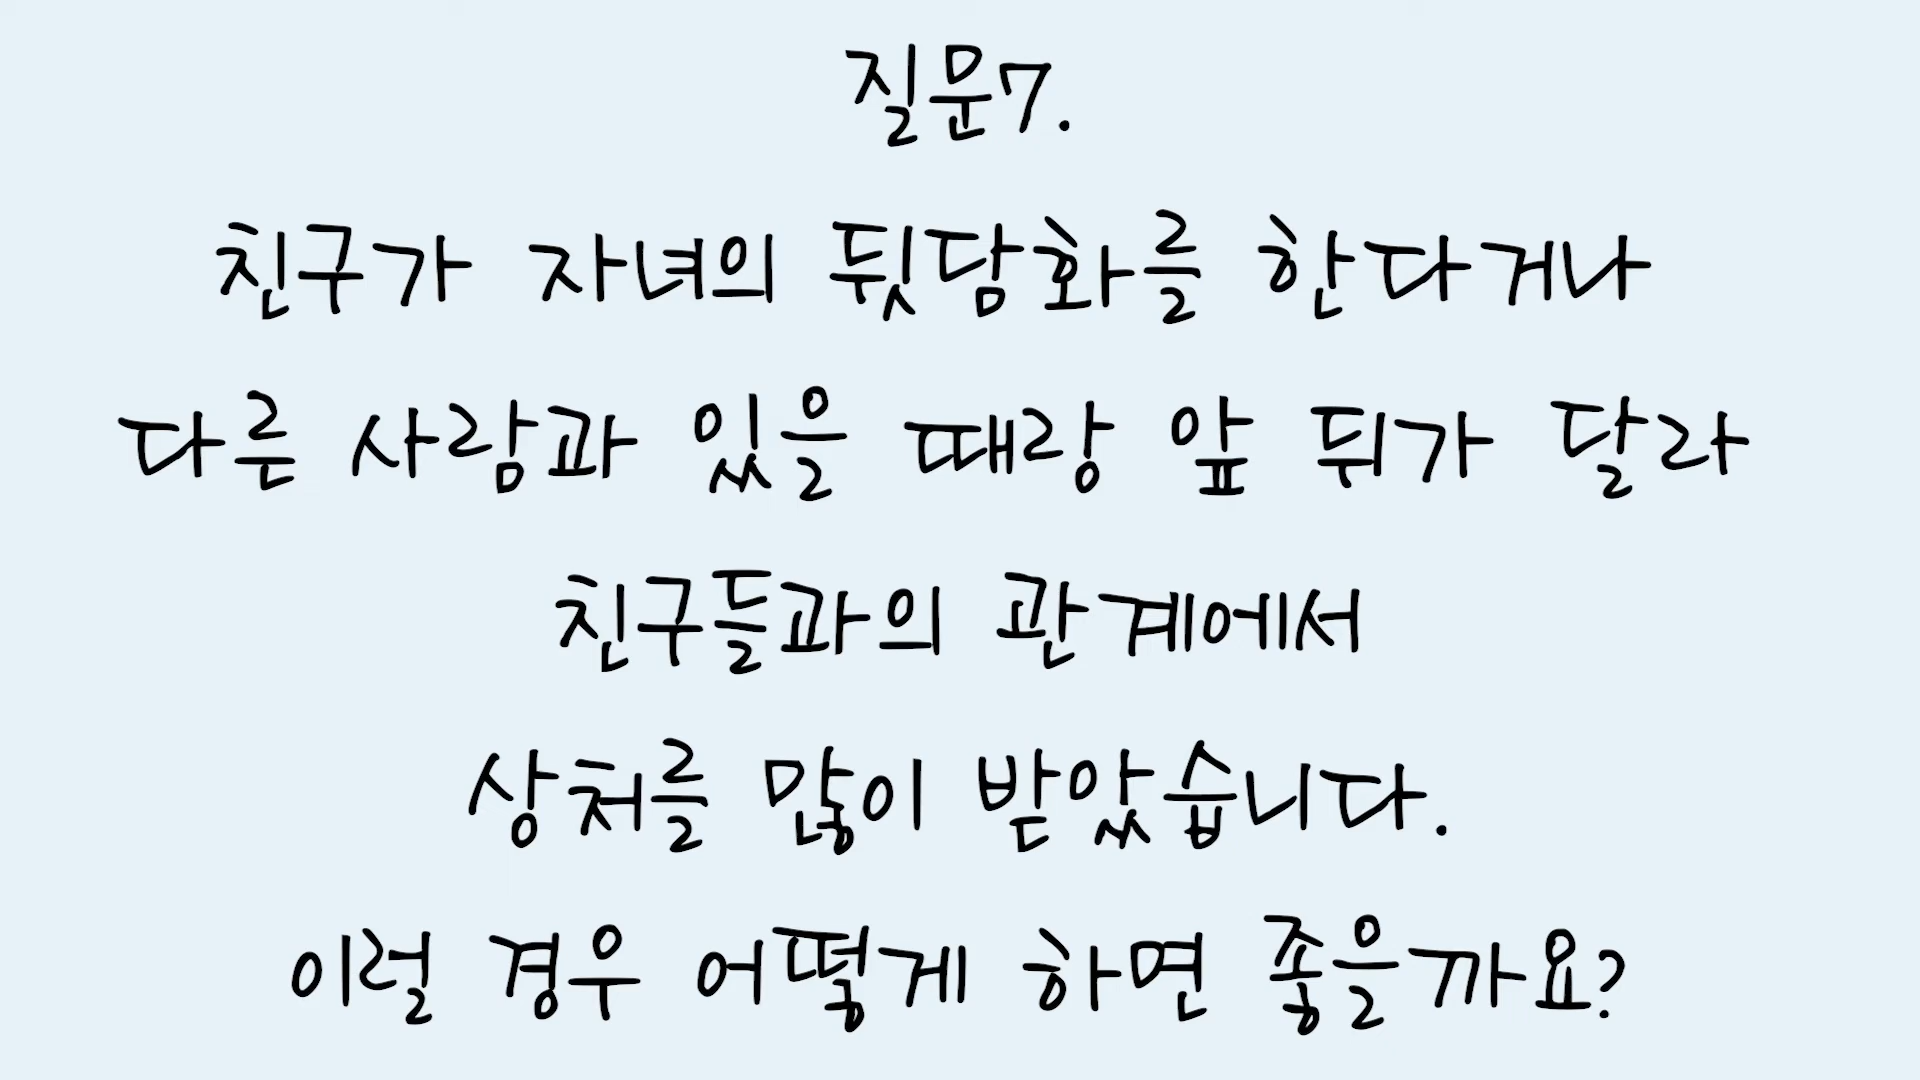 질문7.
친구가 자녀의 뒷담화를 한다거나
다른 사람과 있을 때랑 앞 뒤가 달라
친구들과의 관계에서
상처를 많이 받았습니다.
이럴 경우 어떻게 하면 좋을까요?